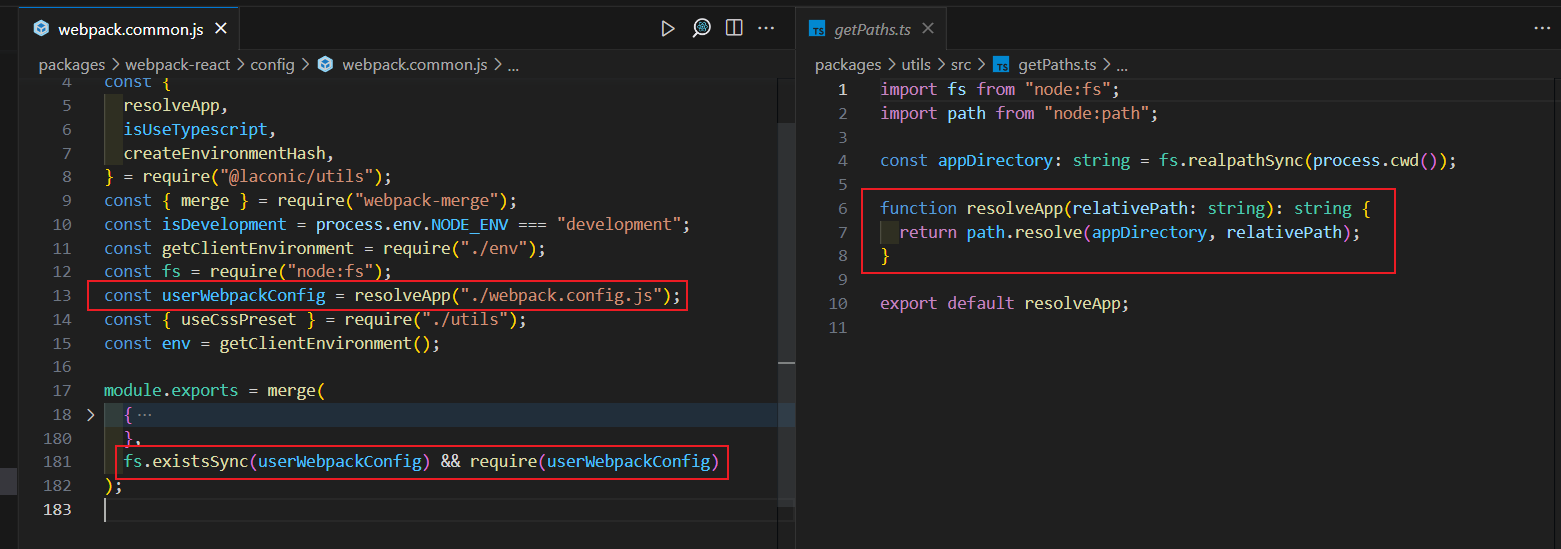 webpack.common.js
packages > webpack-react > config > webpack.common.js > ...
4 const {
5 resolveApp,
6 isUseTypescript,
7 createEnvironmentHash,
8 } = require("@laconic/utils");
9 const { merge } = require("webpack-merge");
10 const isDevelopment = process.env.NODE_ENV === "development";
11 const getClientEnvironment = require("./env");
12 const fs = require("node:fs");
13 const userWebpackConfig = resolveApp("./webpack.config.js");
14 const { useCssPreset } = require("./utils");
15 const env = getClientEnvironment();
16
17 module.exports = merge(
18 { ...
180 },
181 fs.existsSync(userWebpackConfig) && require(userWebpackConfig)
182 );
183
TS getPaths.ts
packages > utils > src > TS getPaths.ts > ...
1 import fs from "node:fs";
2 import path from "node:path";
3
4 const appDirectory: string = fs.realpathSync(process.cwd());
5
6 function resolveApp(relativePath: string): string {
7 return path.resolve(appDirectory, relativePath);
8 }
9
10 export default resolveApp;
11